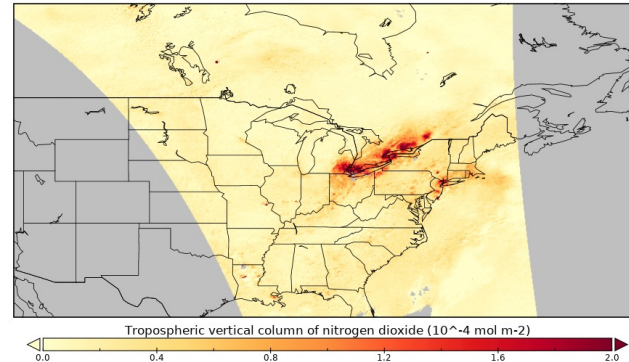 Tropospheric vertical column of nitrogen dioxide (10^-4 mol m-2)
0.0 0.4 0.8 1.2 1.6 2.0